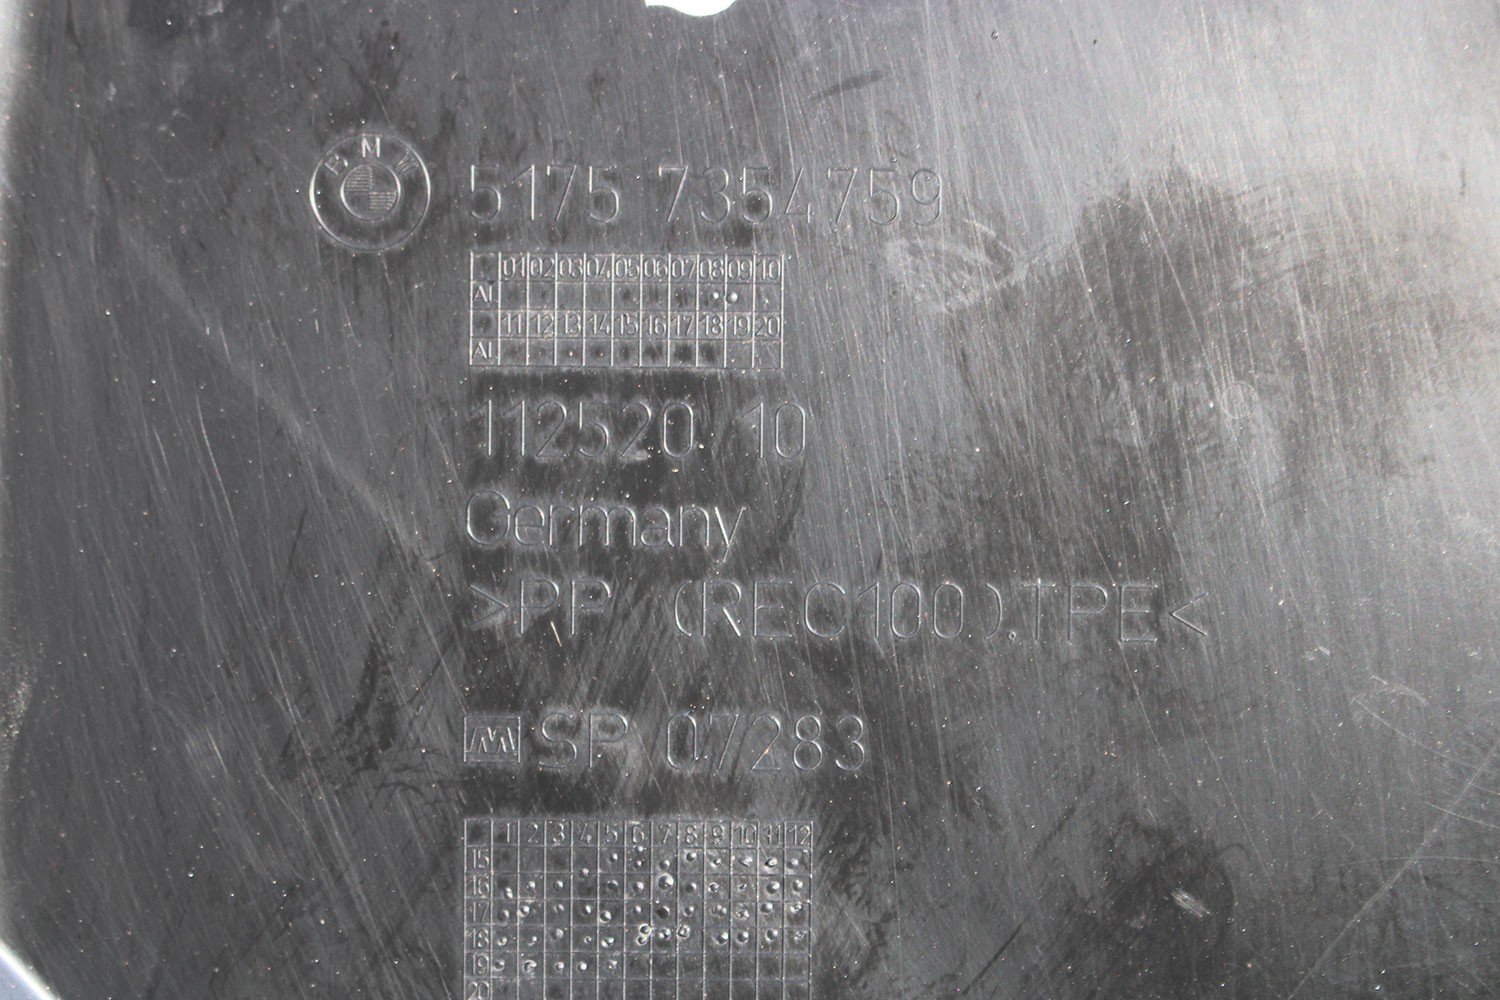 BMW 5175 7354759
01 02 03 04 05 06 07 08 09 10
AI
11 12 13 14 15 16 17 18 19 20
AI
112520 10
Germany
>PP (REC100),TPE<
SP 07283
1 2 3 4 5 6 7 8 9 10 11 12
15
16
17
18
19
20